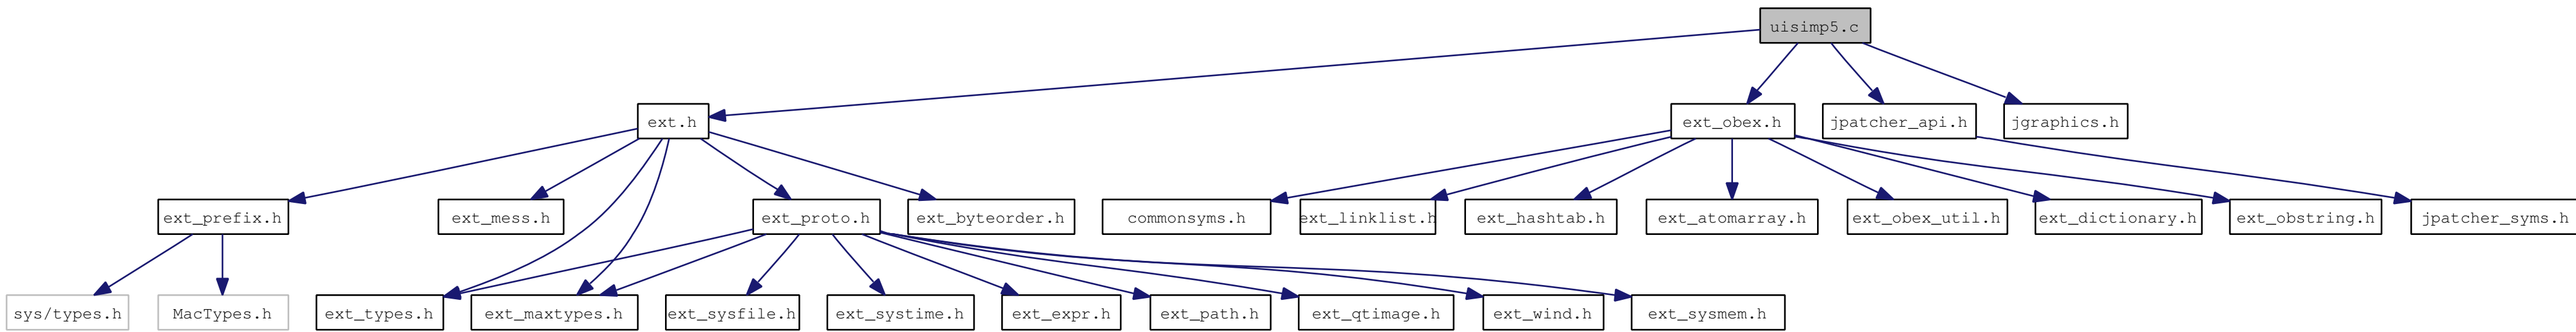 uisimp5.c
ext.h
ext_obex.h
jpatcher_api.h
jgraphics.h
ext_prefix.h
ext_mess.h
ext_proto.h
ext_byteorder.h
commonsyms.h
ext_linklist.h
ext_hashtab.h
ext_atomarray.h
ext_obex_util.h
ext_dictionary.h
ext_obstring.h
jpatcher_syms.h
sys/types.h
MacTypes.h
ext_types.h
ext_maxtypes.h
ext_sysfile.h
ext_systime.h
ext_expr.h
ext_path.h
ext_qtimage.h
ext_wind.h
ext_sysmem.h